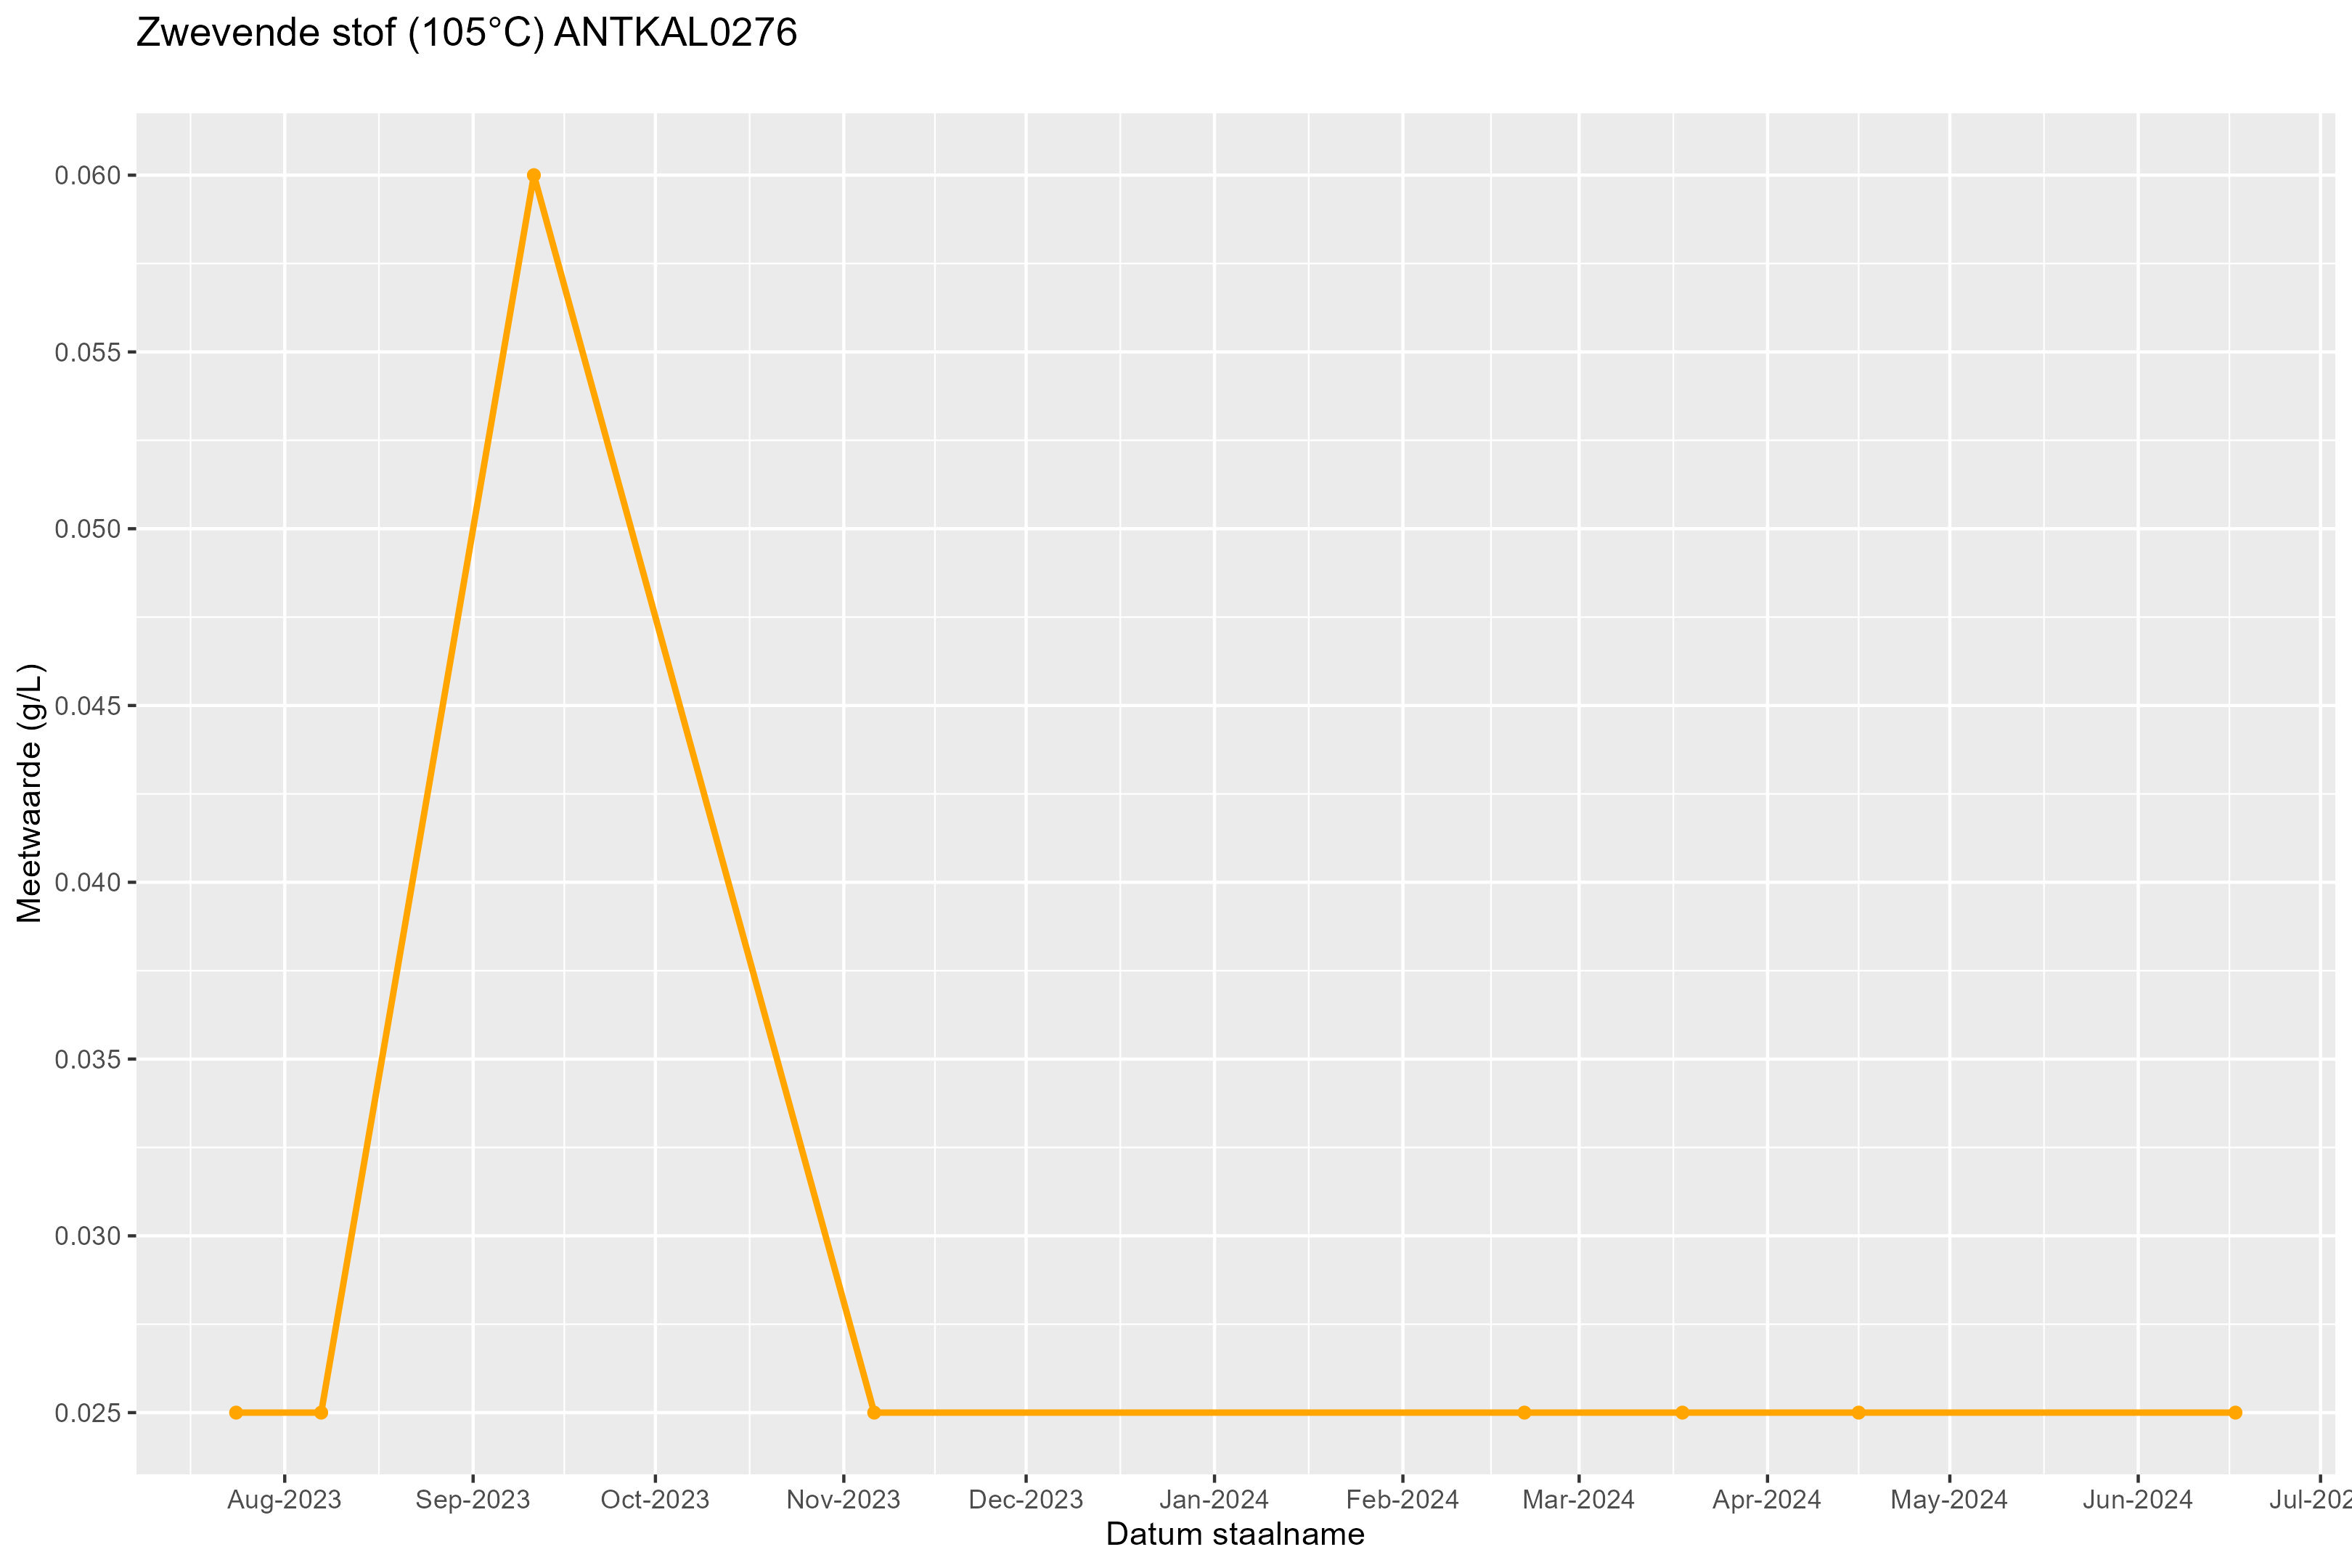 Zwevende stof (105°C) ANTKAL0276
Meetwaarde (g/L)
0.060
0.055
0.050
0.045
0.040
0.035
0.030
0.025
Aug-2023 Sep-2023 Oct-2023 Nov-2023 Dec-2023 Jan-2024 Feb-2024 Mar-2024 Apr-2024 May-2024 Jun-2024 Jul-202
Datum staalname